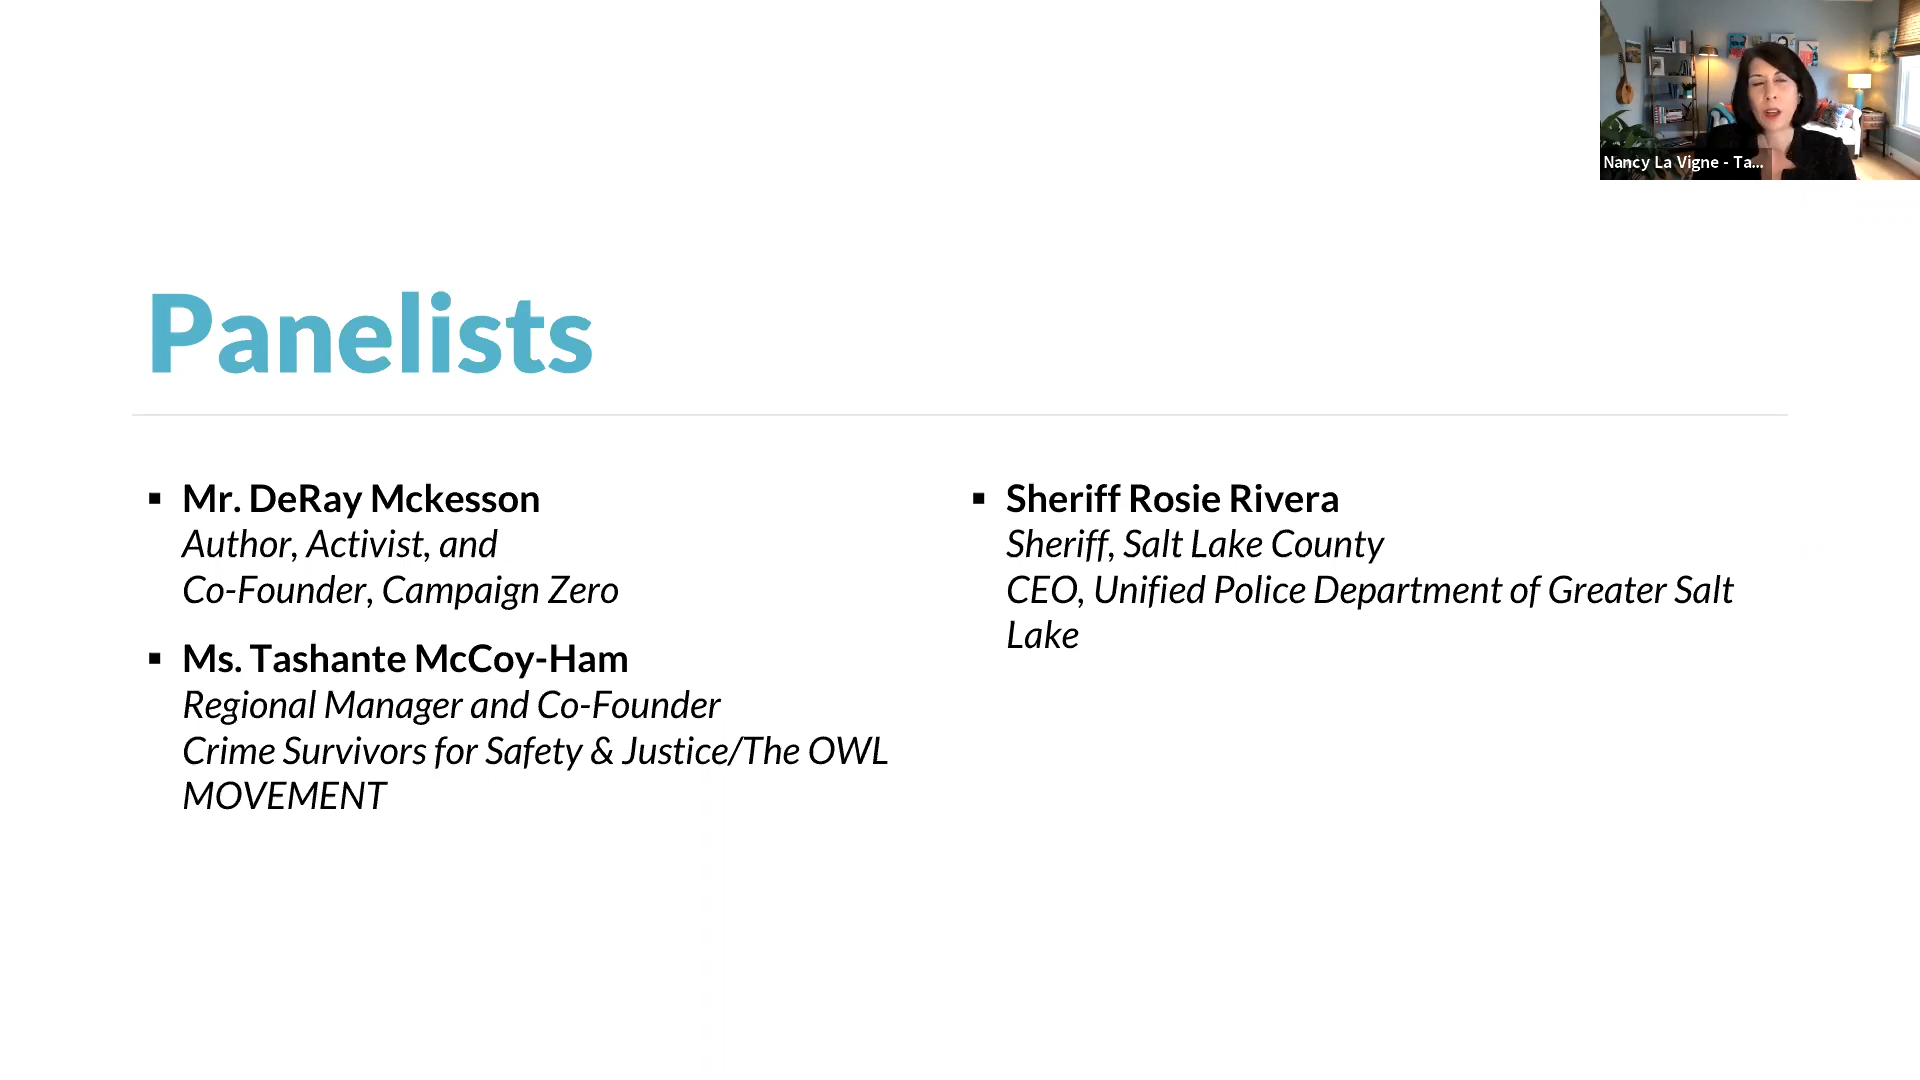 Nancy La Vigne - Ta...
Panelists
▪ Mr. DeRay Mckesson
Author, Activist, and
Co-Founder, Campaign Zero
▪ Ms. Tashante McCoy-Ham
Regional Manager and Co-Founder
Crime Survivors for Safety & Justice/The OWL
MOVEMENT
▪ Sheriff Rosie Rivera
Sheriff, Salt Lake County
CEO, Unified Police Department of Greater Salt
Lake